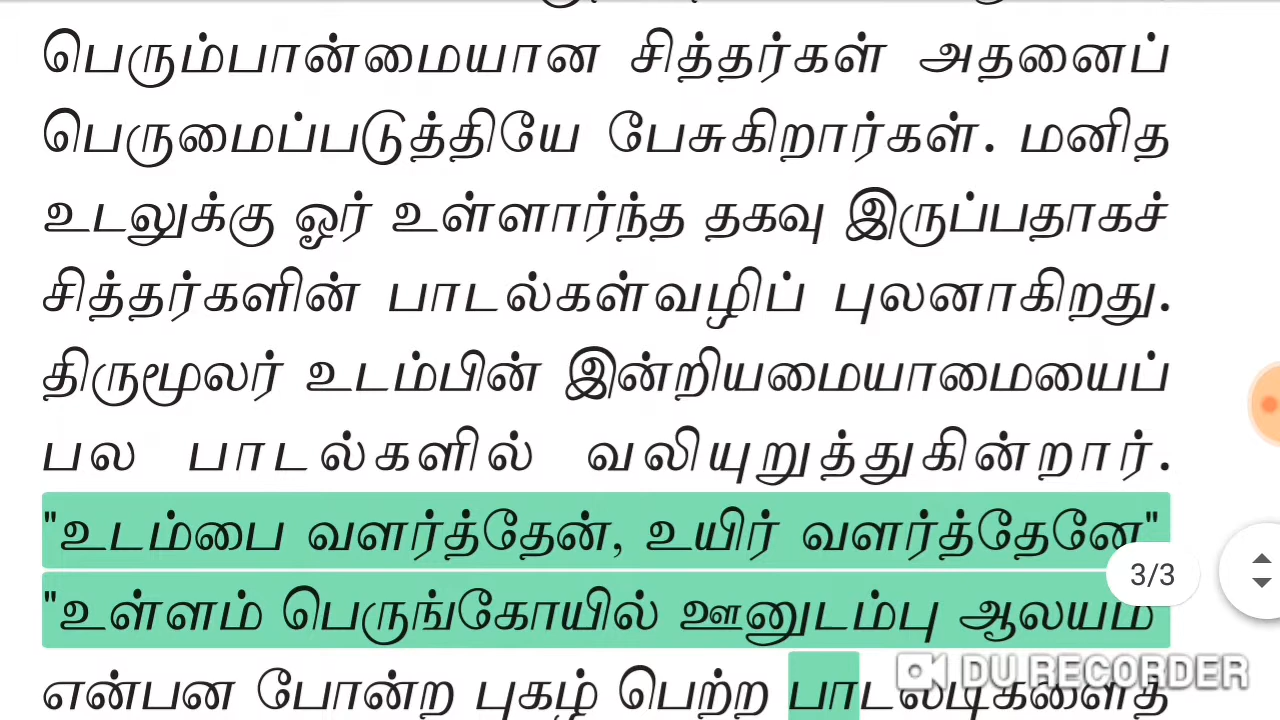 பெரும்பான்மையான சித்தர்கள் அதனைப்
பெருமைப்படுத்தியே பேசுகிறார்கள். மனித
உடலுக்கு ஓர் உள்ளார்ந்த தகவு இருப்பதாகச்
சித்தர்களின் பாடல்கள்வழிப் புலனாகிறது.
திருமூலர் உடம்பின் இன்றியமையாமையைப்
பல பாடல்களில் வலியுறுத்துகின்றார்.
"உடம்பை வளர்த்தேன், உயிர் வளர்த்தேனே"
3/3
"உள்ளம் பெருங்கோயில் ஊனுடம்பு ஆலயம்
என்பன போன்ற புகழ் பெற்ற பாடலடிகளைத்
DU RECORDER